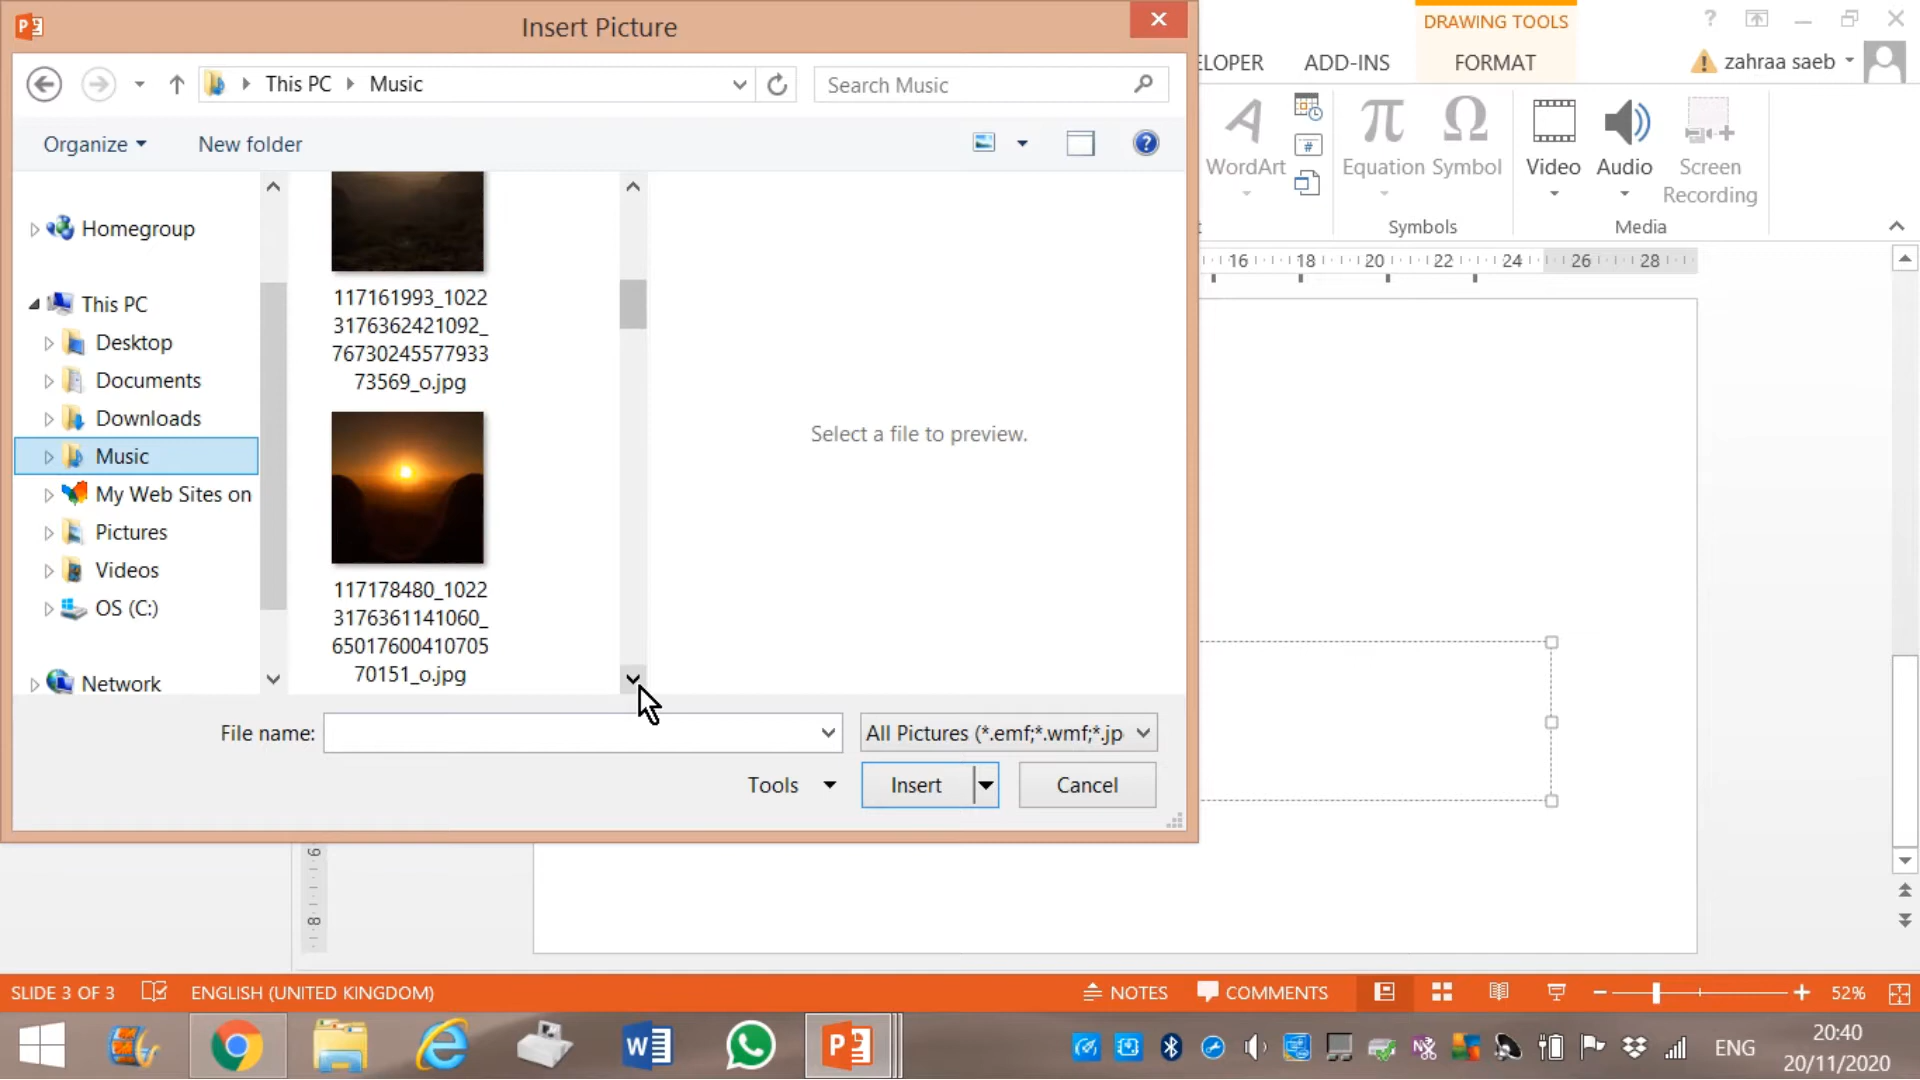 Insert Picture
DRAWING TOOLS
ELOPER ADD-INS FORMAT
zahraa saeb
This PC Music
Search Music
Organize New folder
WordArt
Equation Symbol
Video Audio Screen
Recording
Symbols
Media
16 18 20 22 24 26 28
Homegroup
This PC
Desktop
Documents
Downloads
Music
My Web Sites on
Pictures
Videos
OS (C:)
Network
117161993_1022
3176362421092_
76730245577933
73569_o.jpg
117178480_1022
3176361141060_
65017600410705
70151_o.jpg
Select a file to preview.
File name:
All Pictures (*.emf;*.wmf;*.jp
Tools Insert Cancel
6
8
SLIDE 3 OF 3 ENGLISH (UNITED KINGDOM) NOTES COMMENTS 52%
ENG
20:40
20/11/2020